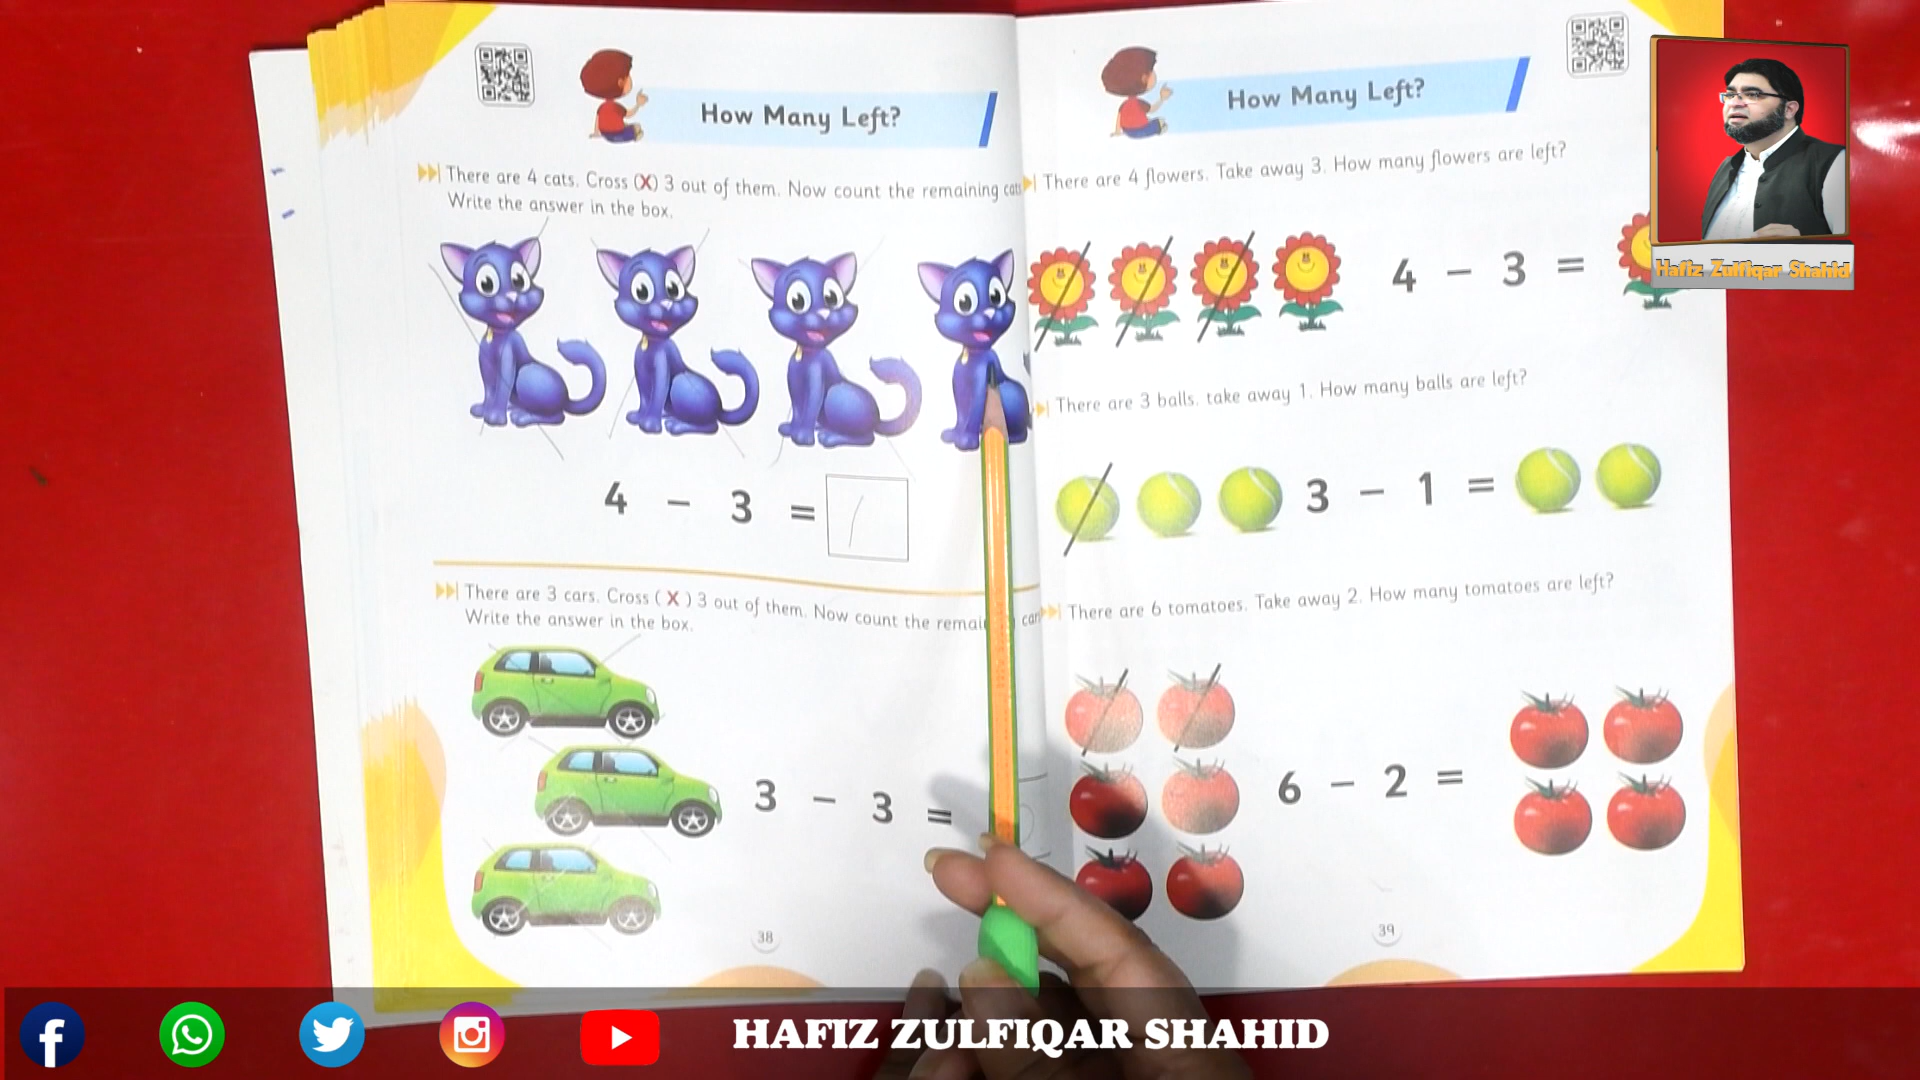 How Many Left?
There are 4 cats. Cross (X) 3 out of them. Now count the remaining cats
Write the answer in the box.
4 - 3 = 1
There are 3 cars. Cross ( X ) 3 out of them. Now count the
Write the answer in the box.
3 - 3 =
38
How Many Left?
There are 4 flowers. Take away 3. How many flowers are left?
4 - 3 =
There are 3 balls. take away 1. How many balls are left?
3 - 1 =
There are 6 tomatoes. Take away 2. How many tomatoes are left?
6 - 2 =
39
Hafiz Zulfiqar Shahid
HAFIZ ZULFIQAR SHAHID